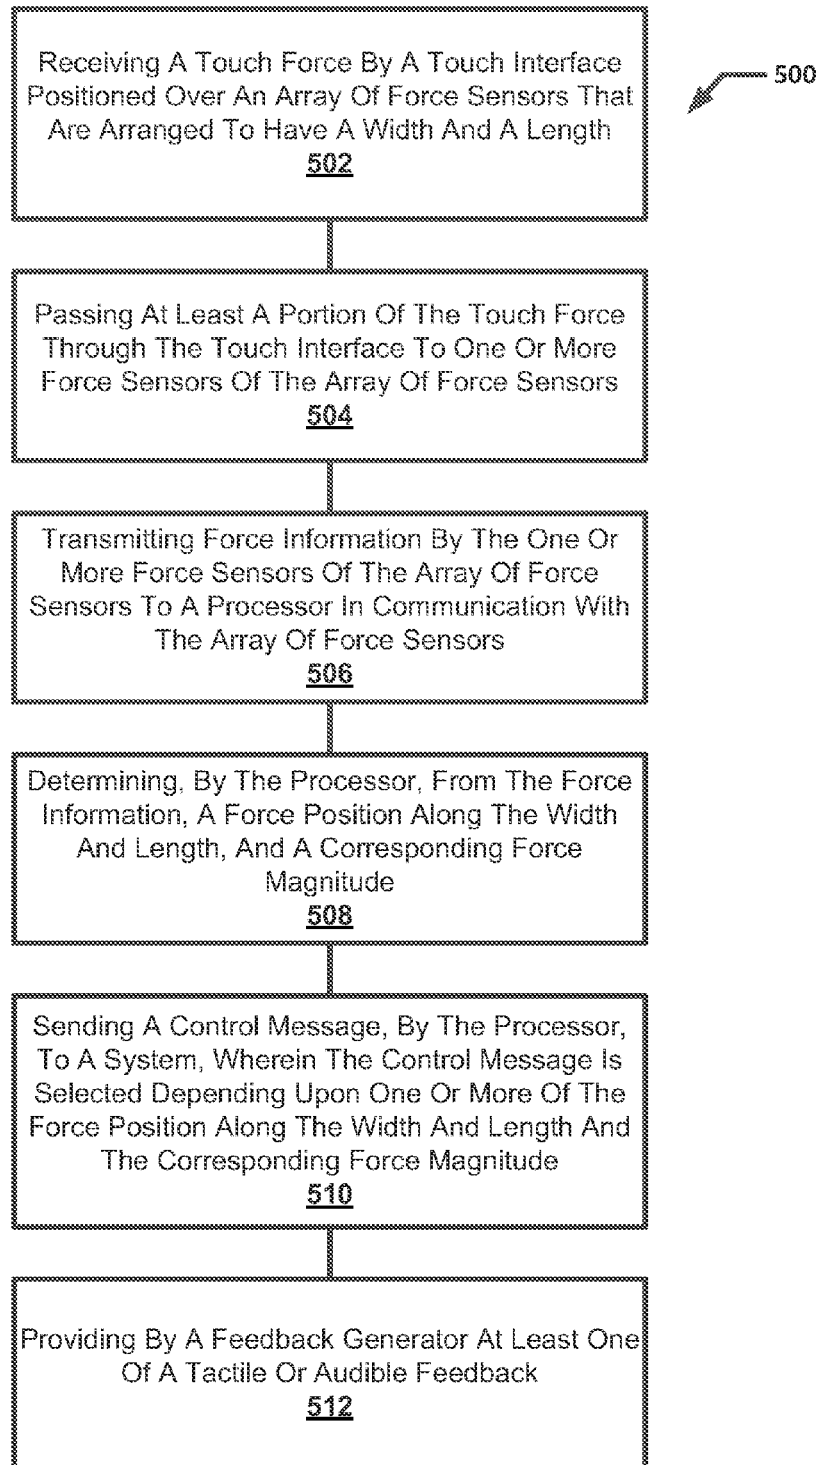 Receiving A Touch Force By A Touch Interface
Positioned Over An Array Of Force Sensors That
Are Arranged To Have A Width And A Length
502
500
Passing At Least A Portion Of The Touch Force
Through The Touch Interface To One Or More
Force Sensors Of The Array Of Force Sensors
504
Transmitting Force Information By The One Or
More Force Sensors Of The Array Of Force
Sensors To A Processor In Communication With
The Array Of Force Sensors
506
Determining, By The Processor, From The Force
Information, A Force Position Along The Width
And Length, And A Corresponding Force
Magnitude
508
Sending A Control Message, By The Processor,
To A System, Wherein The Control Message Is
Selected Depending Upon One Or More Of The
Force Position Along The Width And Length And
The Corresponding Force Magnitude
510
Providing By A Feedback Generator At Least One
Of A Tactile Or Audible Feedback
512